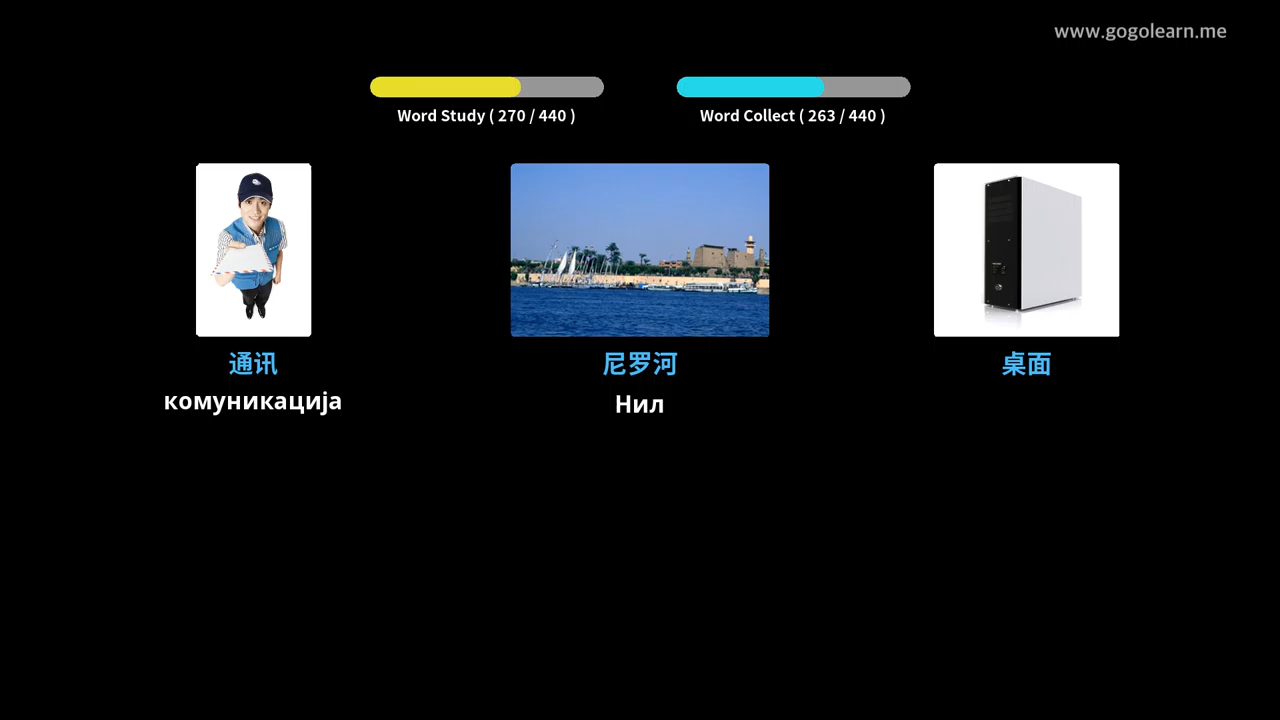 www.gogolearn.me
Word Study ( 270 / 440 )
Word Collect ( 263 / 440 )
通讯
尼罗河
桌面
комуникација
Нил